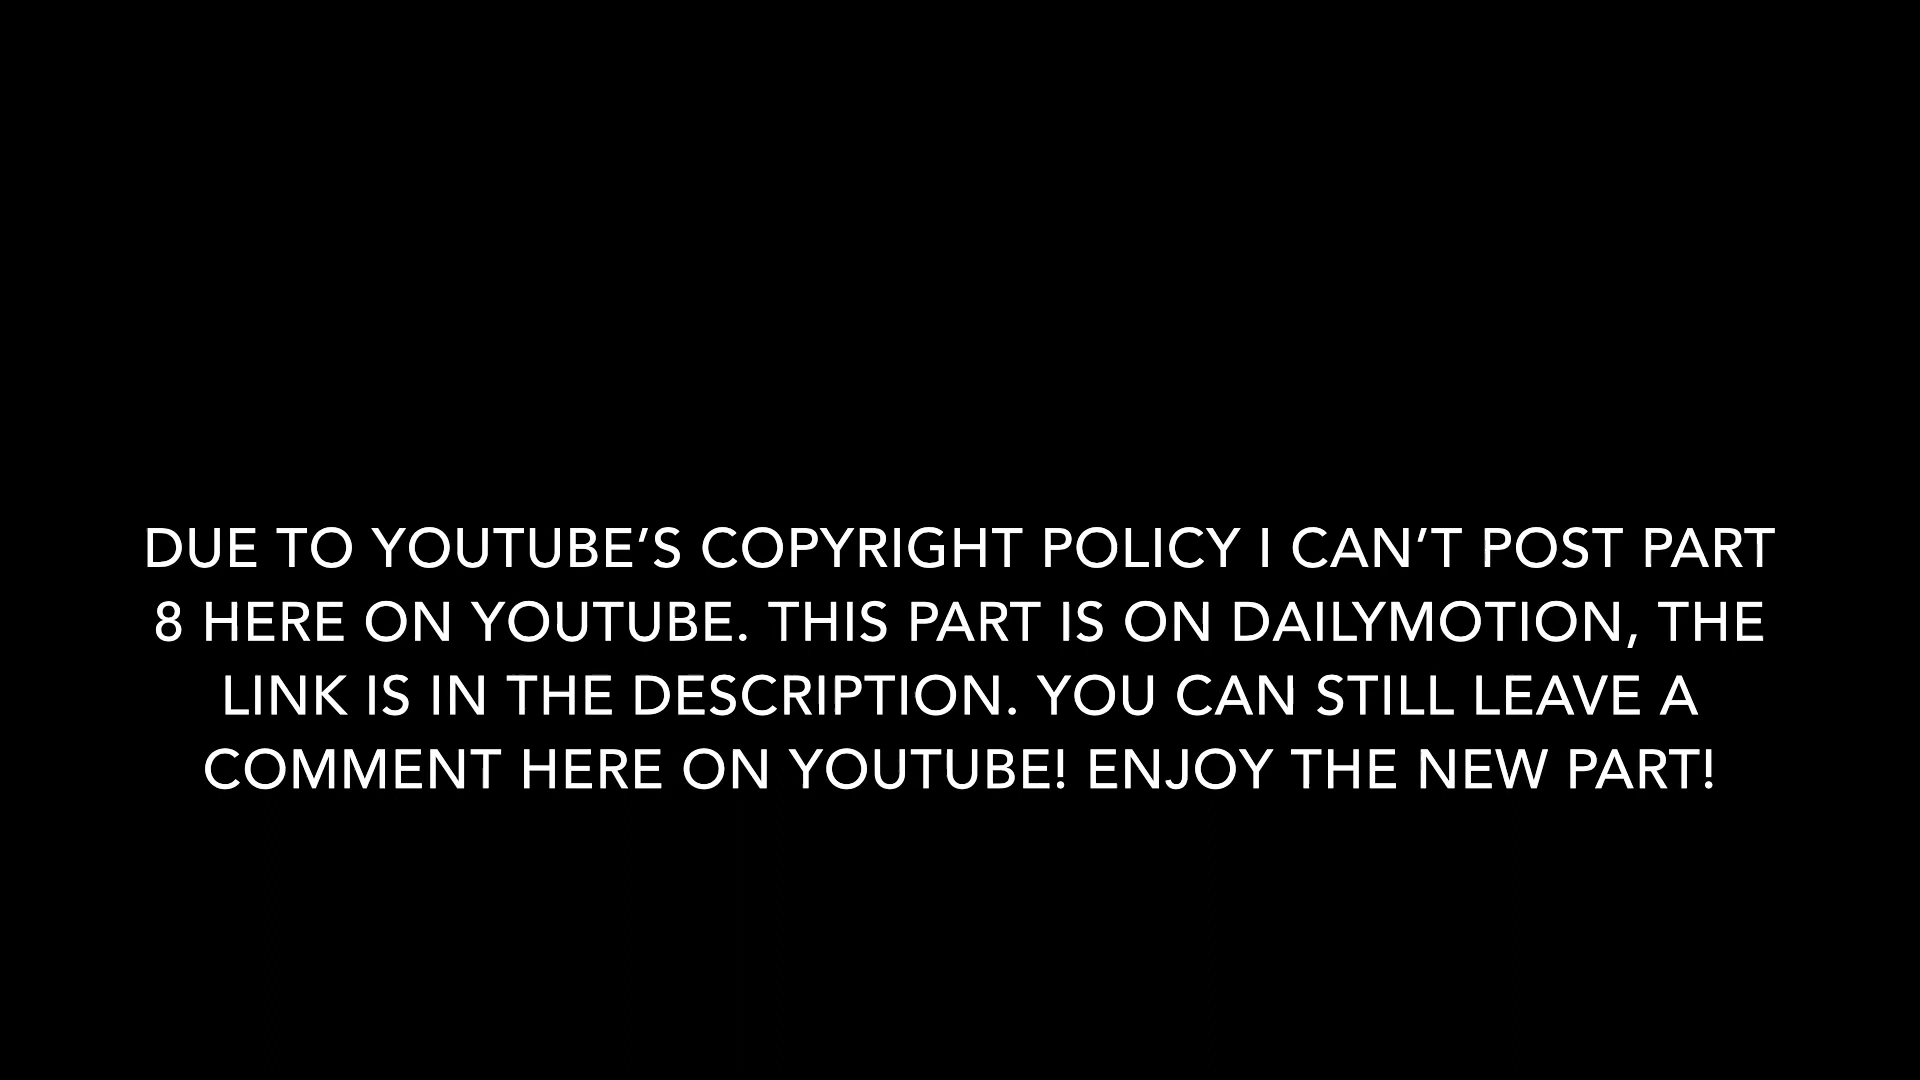 DUE TO YOUTUBE’S COPYRIGHT POLICY I CAN’T POST PART
8 HERE ON YOUTUBE. THIS PART IS ON DAILYMOTION, THE
LINK IS IN THE DESCRIPTION. YOU CAN STILL LEAVE A
COMMENT HERE ON YOUTUBE! ENJOY THE NEW PART!